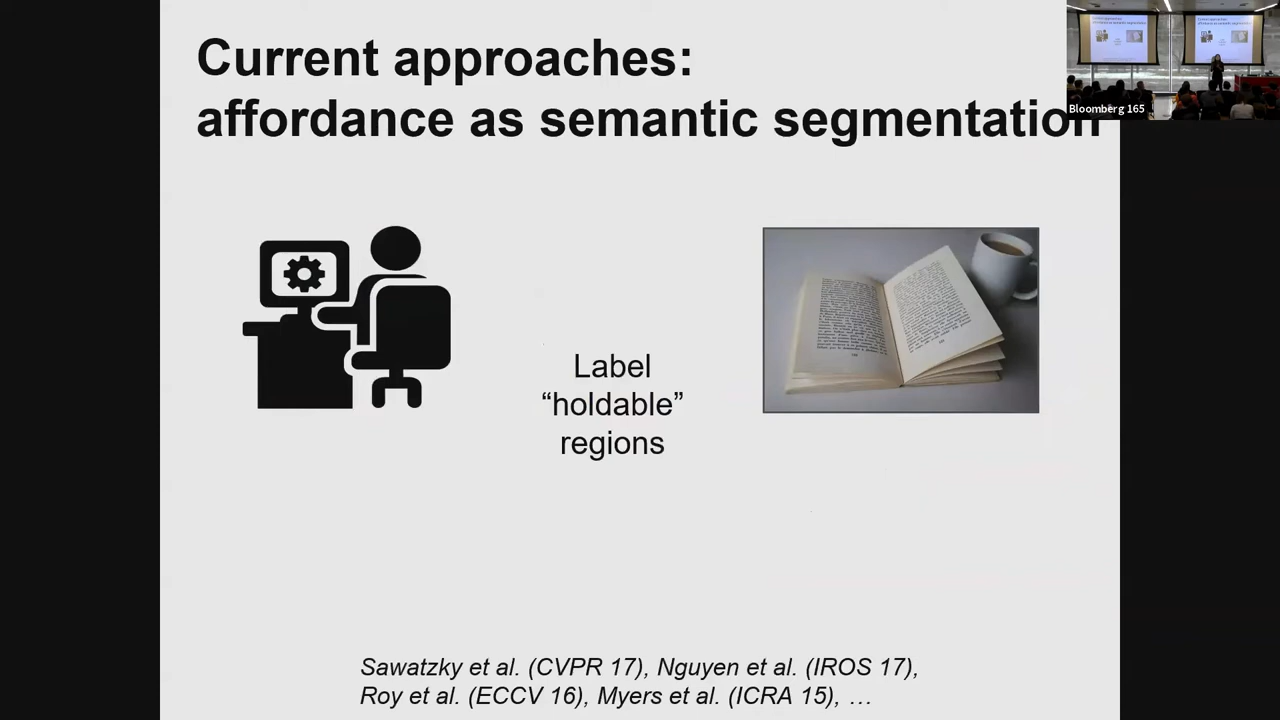 Current approaches:
affordance as semantic segmentation
Bloomberg 165
Label
“holdable”
regions
Sawatzky et al. (CVPR 17), Nguyen et al. (IROS 17),
Roy et al. (ECCV 16), Myers et al. (ICRA 15), …